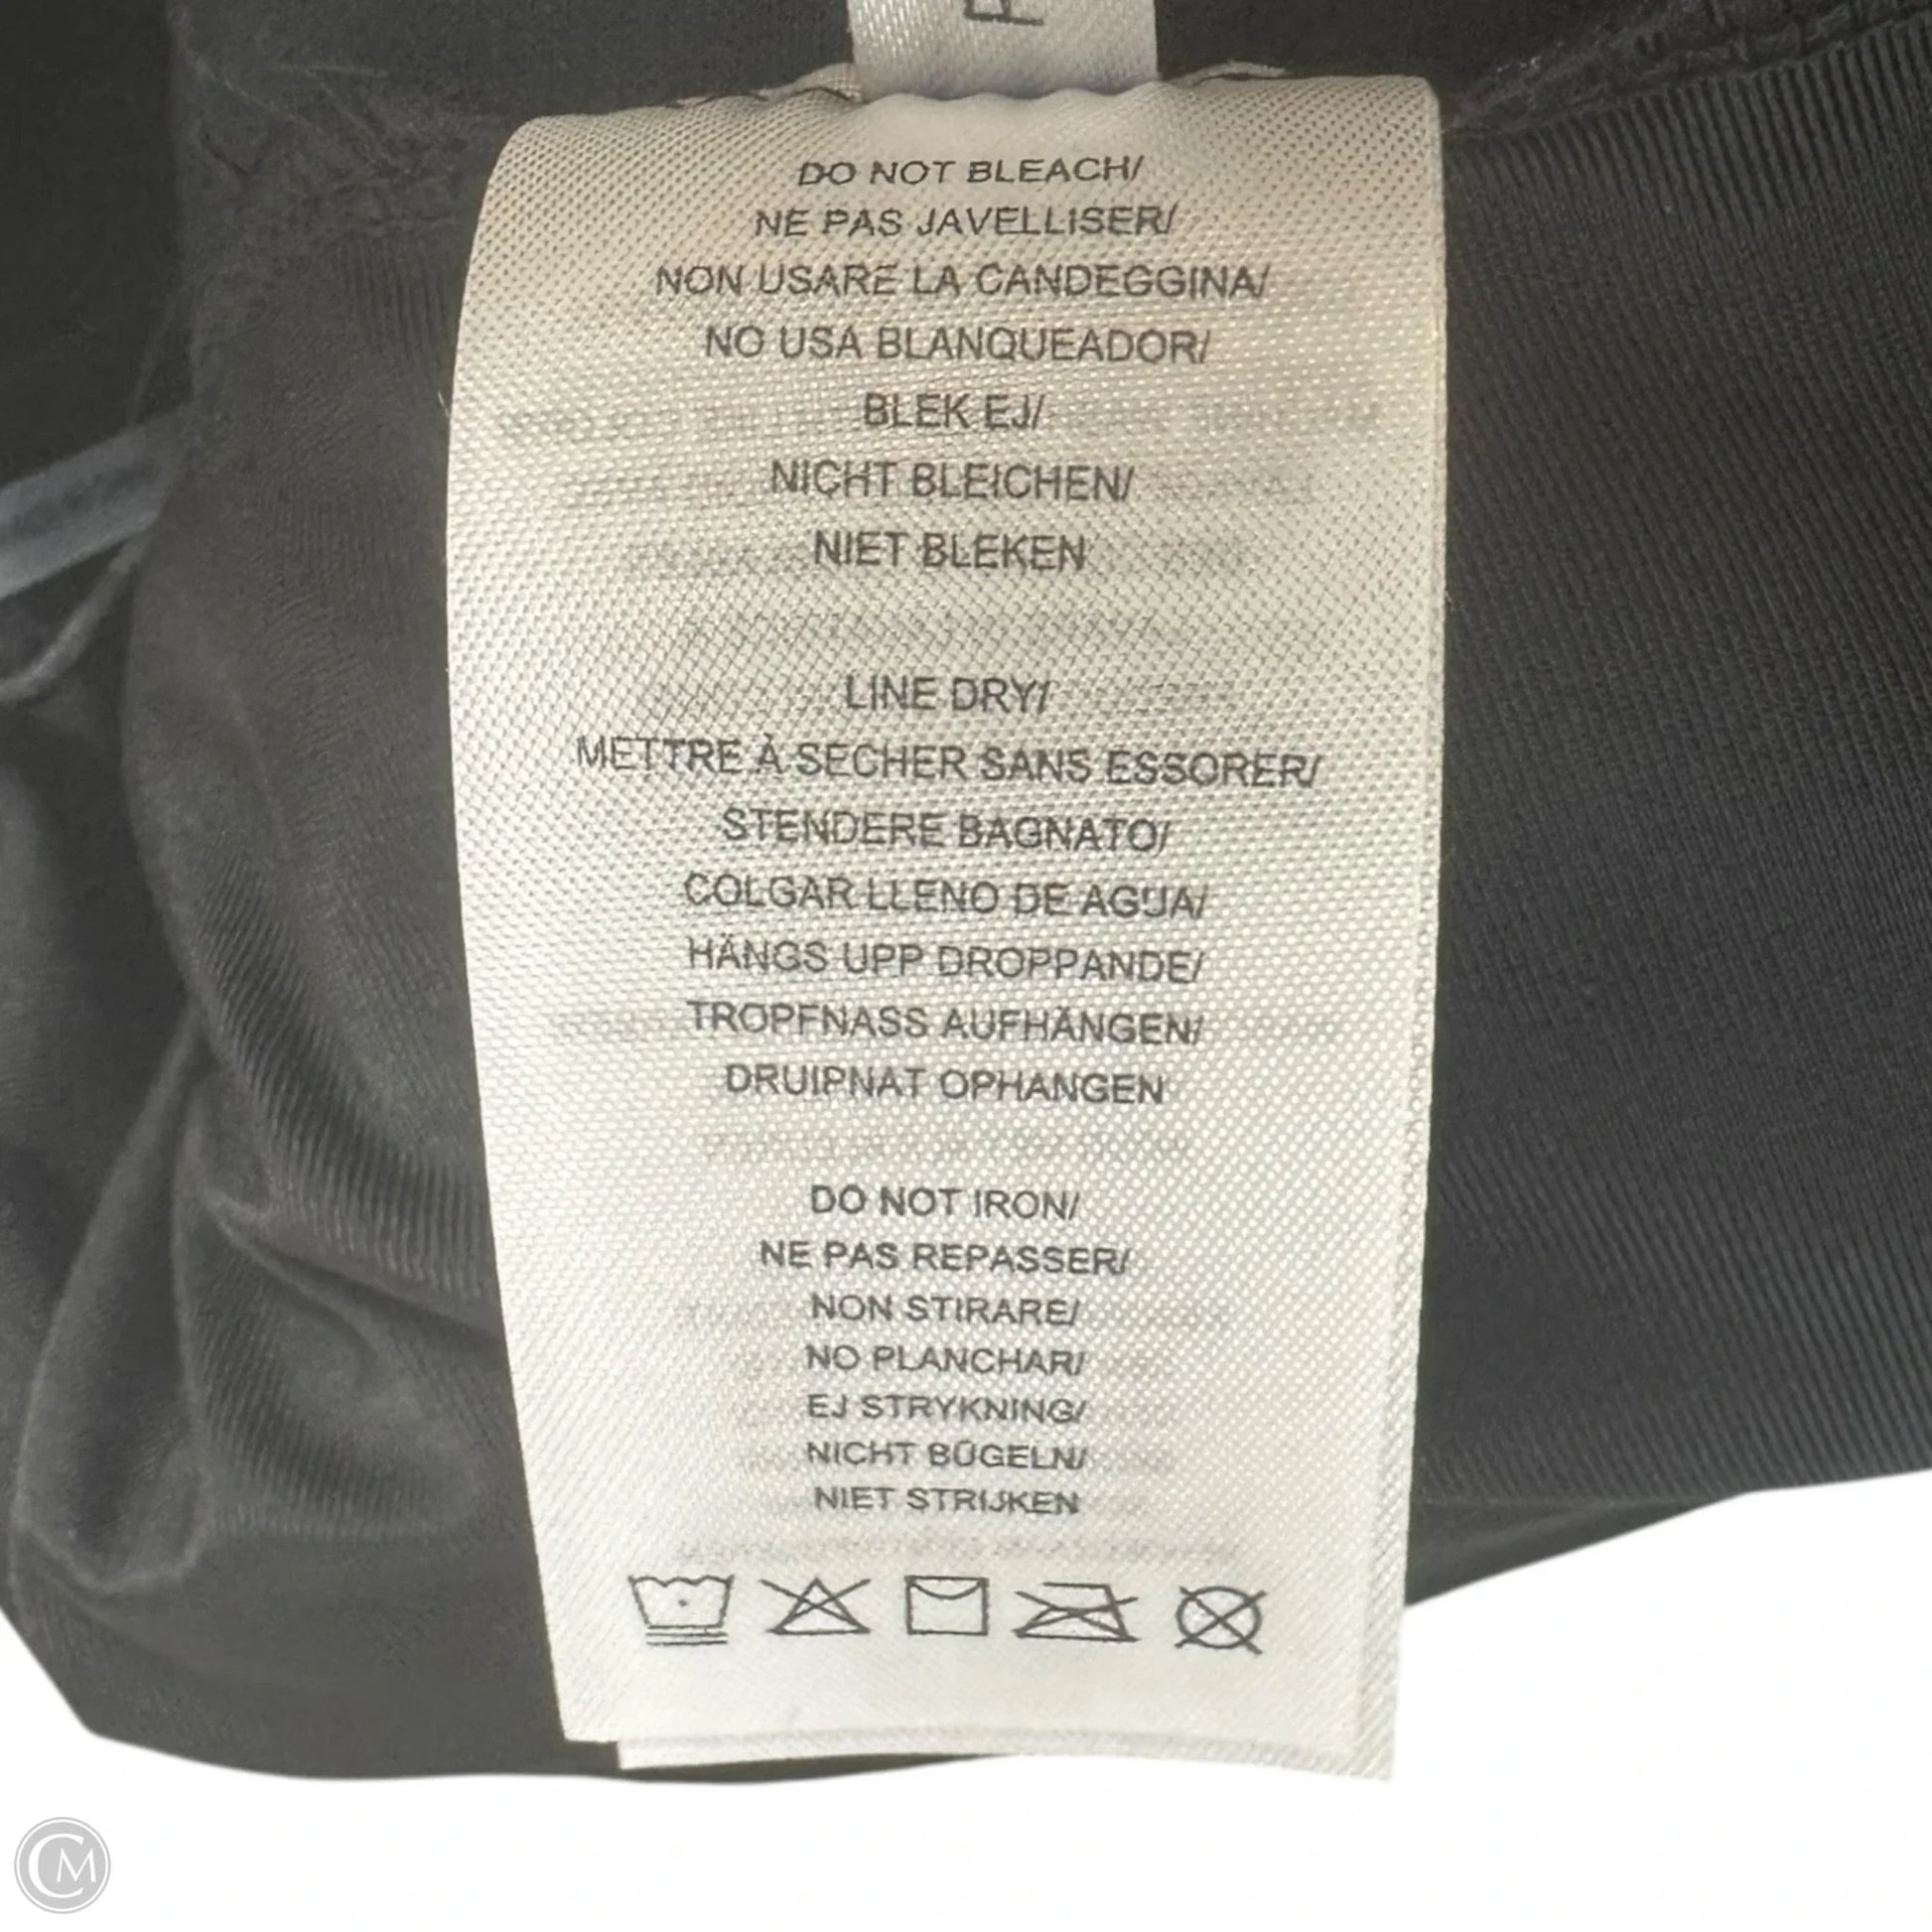 DO NOT BLEACH/
NE PAS JAVELLISER/
NON USARE LA CANDEGGINA/
NO USA BLANQUEADOR/
BLEK EJ/
NICHT BLEICHEN/
NIET BLEKEN
LINE DRY/
METTRE À SECHER SANS ESSORER/
STENDERE BAGNATO/
COLGAR LLENO DE AGUA/
HÄNGS UPP DROPPANDE/
TROPFNASS AUFHÄNGEN/
DRUIPNAT OPHANGEN
DO NOT IRON/
NE PAS REPASSER/
NON STIRARE/
NO PLANCHAR/
EJ STRYKNING/
NICHT BÜGELN/
NIET STRIJKEN
CM